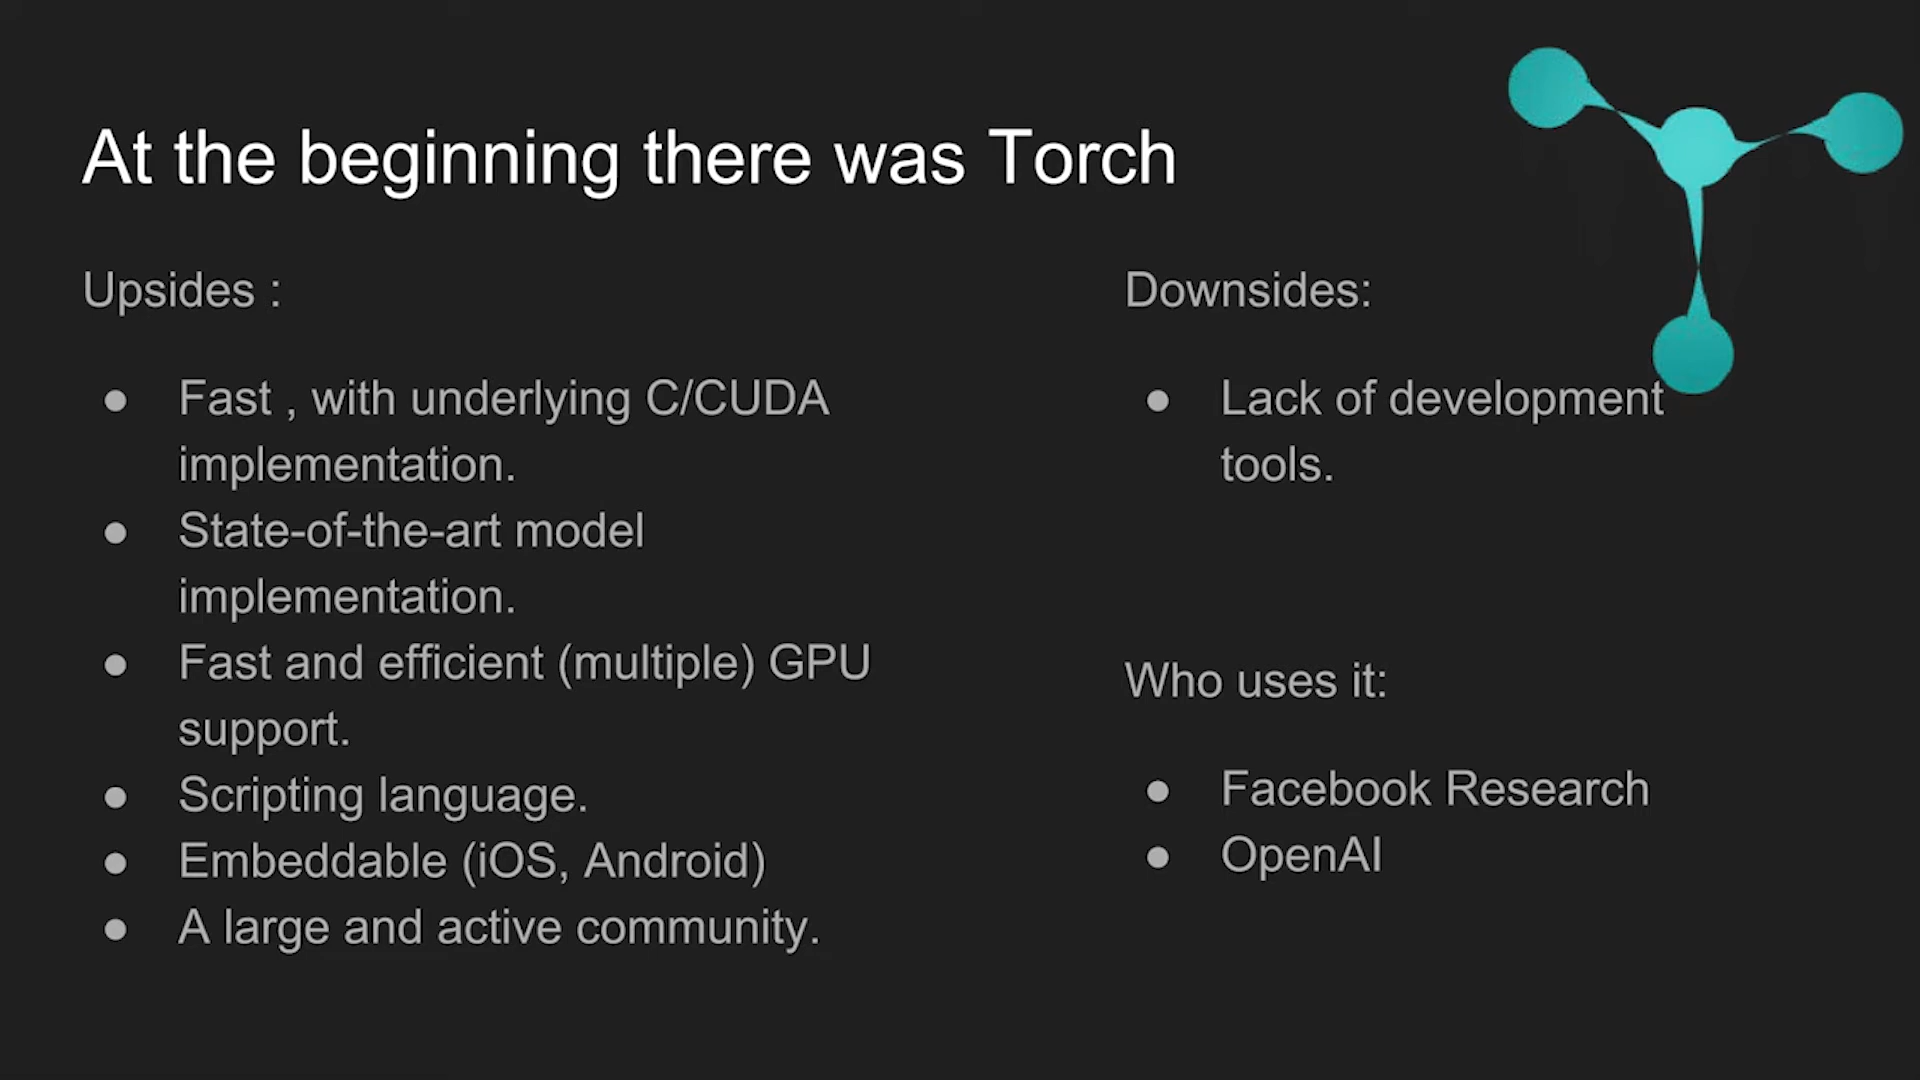 At the beginning there was Torch
Upsides :
● Fast , with underlying C/CUDA
implementation.
● State-of-the-art model
implementation.
● Fast and efficient (multiple) GPU
support.
● Scripting language.
● Embeddable (iOS, Android)
● A large and active community.
Downsides:
● Lack of development
tools.
Who uses it:
● Facebook Research
● OpenAI